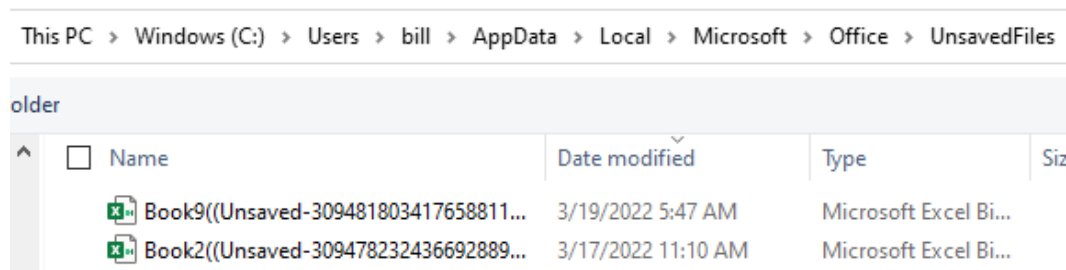 This PC > Windows (C:) > Users > bill > AppData > Local > Microsoft > Office > UnsavedFiles
older
Name Date modified Type Siz
Book9((Unsaved-309481803417658811... 3/19/2022 5:47 AM Microsoft Excel Bi...
Book2((Unsaved-309478232436692889... 3/17/2022 11:10 AM Microsoft Excel Bi...